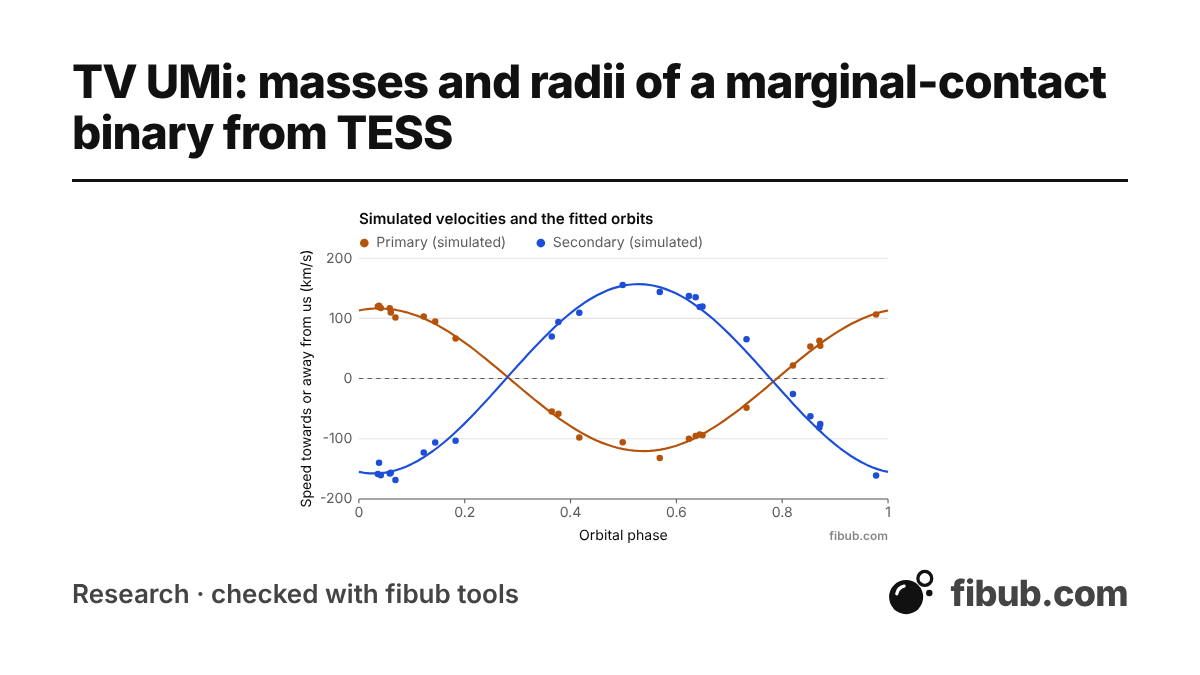 TV UMi: masses and radii of a marginal-contact
binary from TESS
Simulated velocities and the fitted orbits
Primary (simulated) Secondary (simulated)
Speed towards or away from us (km/s)
200
100
0
-100
-200
0 0.2 0.4 0.6 0.8 1
Orbital phase
fibub.com
Research · checked with fibub tools
fibub.com